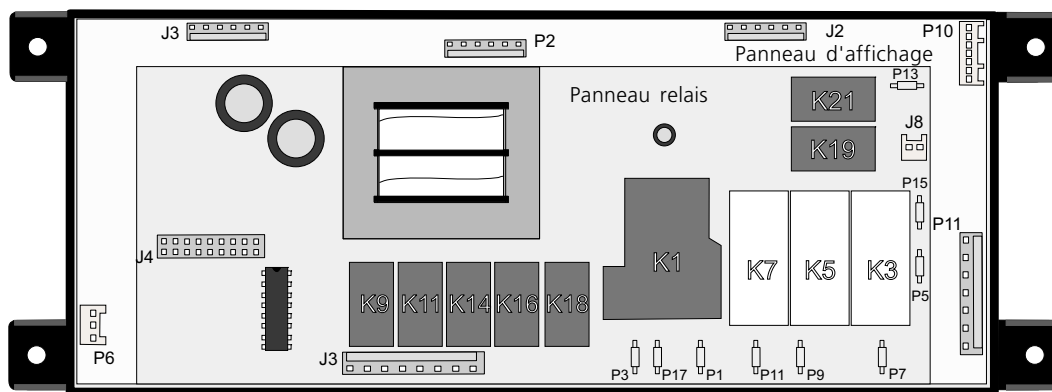 J3
P2
J2
P10
Panneau d'affichage
P13
Panneau relais
K21
J8
K19
P15
P11
J4
K1
K7
K5
K3
P5
K9
K11
K14
K16
K18
P6
J3
P3
P17
P1
P11
P9
P7